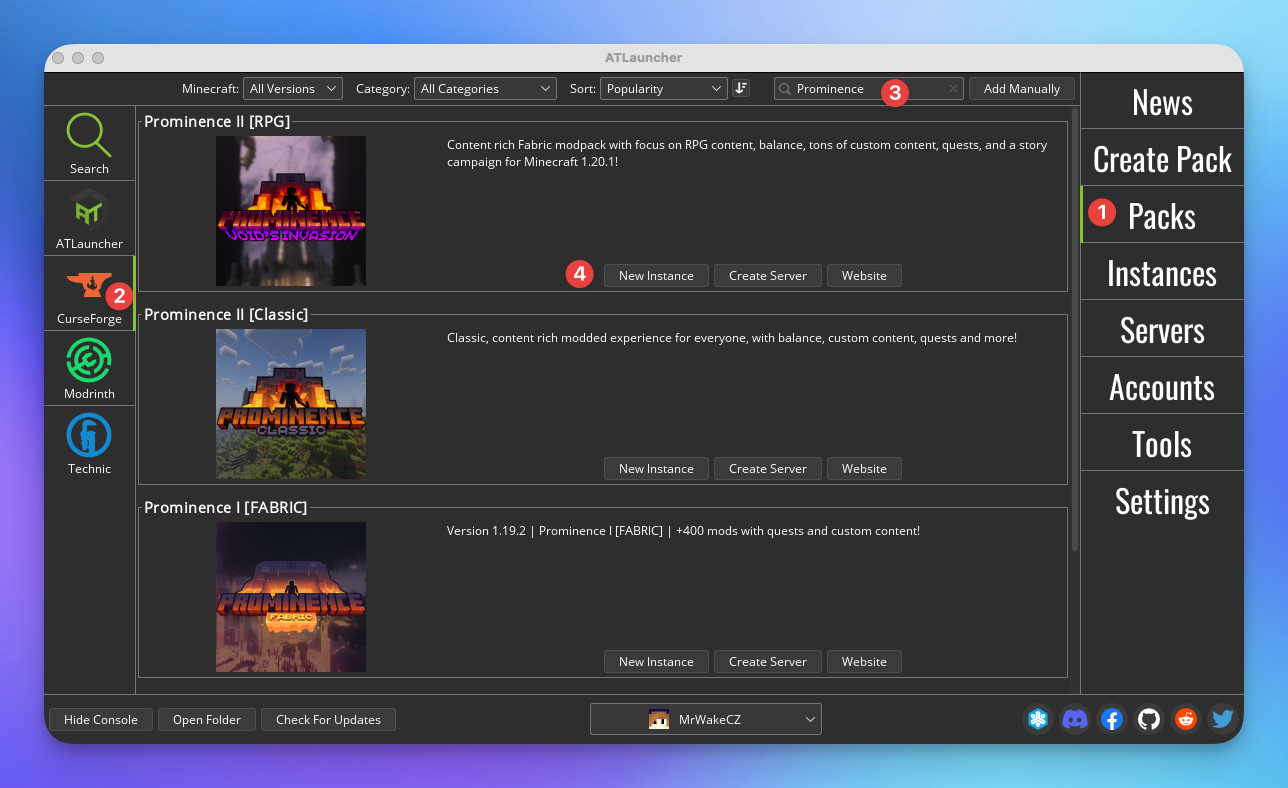 ATLauncher
Minecraft: All Versions Category: All Categories Sort: Popularity Prominence 3 Add Manually
Search
ATLauncher
CurseForge
2
Modrinth
Technic
Prominence II [RPG]
PROMINENCE
VOID'S INVASION
Content rich Fabric modpack with focus on RPG content, balance, tons of custom content, quests, and a story
campaign for Minecraft 1.20.1!
4 New Instance Create Server Website
Prominence II [Classic]
PROMINENCE
CLASSIC
Classic, content rich modded experience for everyone, with balance, custom content, quests and more!
New Instance Create Server Website
Prominence I [FABRIC]
PROMINENCE
FABRIC
Version 1.19.2 | Prominence I [FABRIC] | +400 mods with quests and custom content!
New Instance Create Server Website
News
Create Pack
1 Packs
Instances
Servers
Accounts
Tools
Settings
Hide Console Open Folder Check For Updates MrWakeCZ